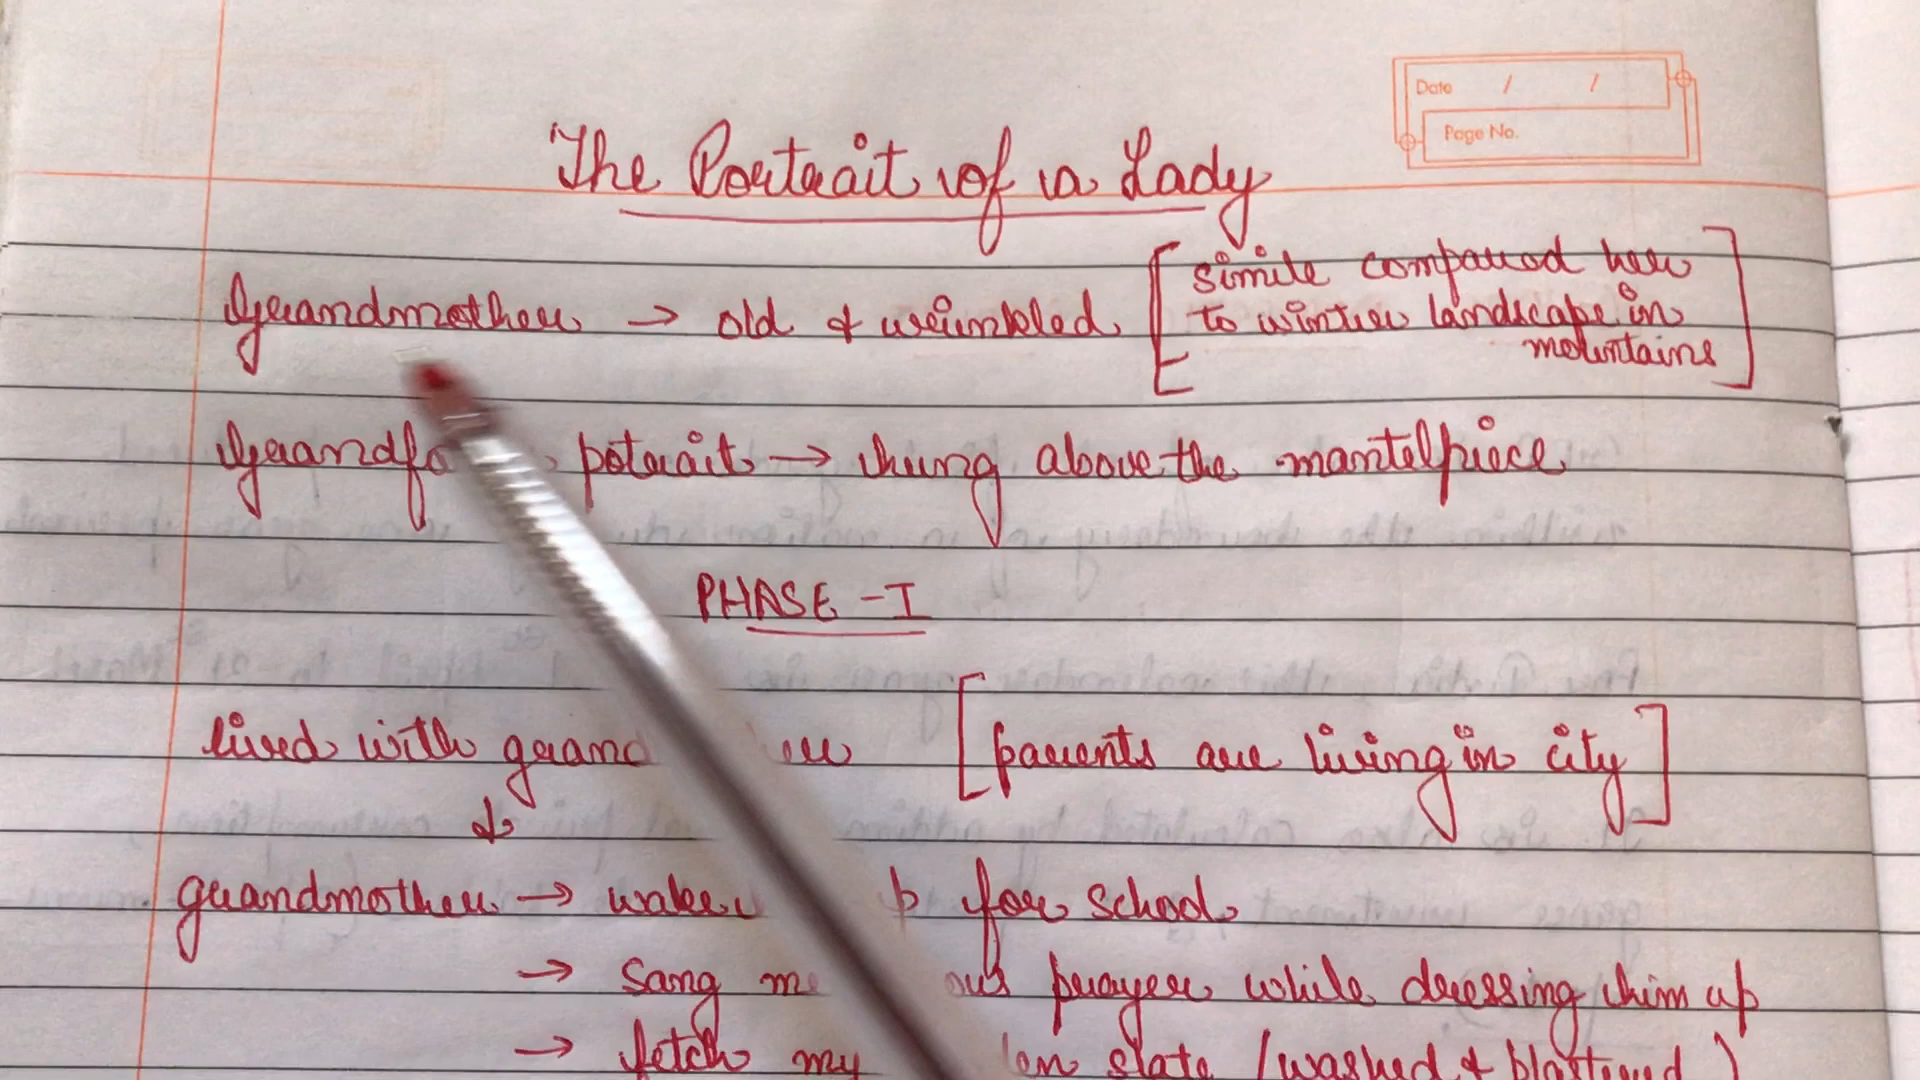 Date / /
Page No.
The Portrait of a Lady
Grandmother → old & wrinkled [simile compared her
to winter landscape in
mountains]
potrait → hung above the mantelpiece
PHASE - I
lived with [parents are living in city]
grandmother → for school
→ Sang prayer while dressing him up
→ fetch my slate (washed & plastered)